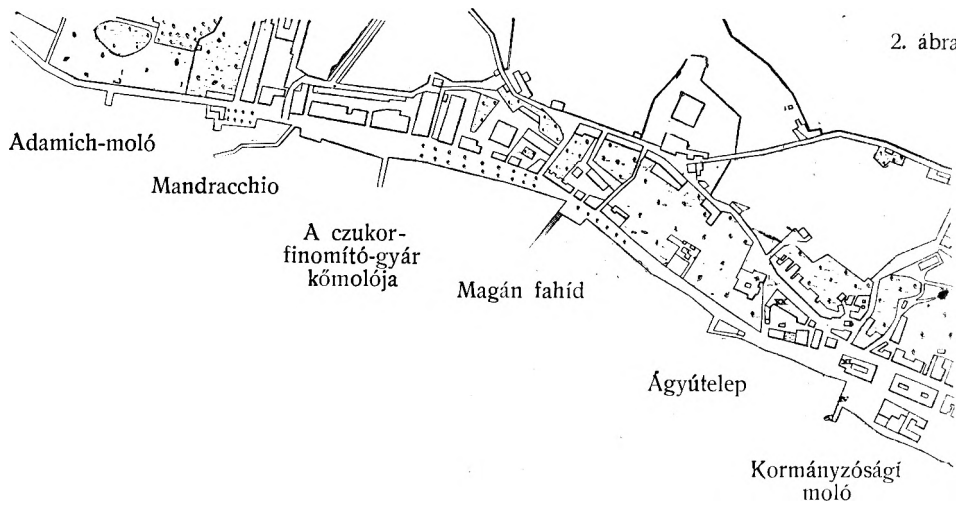 2. ábra
Adamich-moló
Mandracchio
A czukor-
finomító-gyár
kőmolója
Magán fahíd
Ágyútelep
Kormányzósági
moló